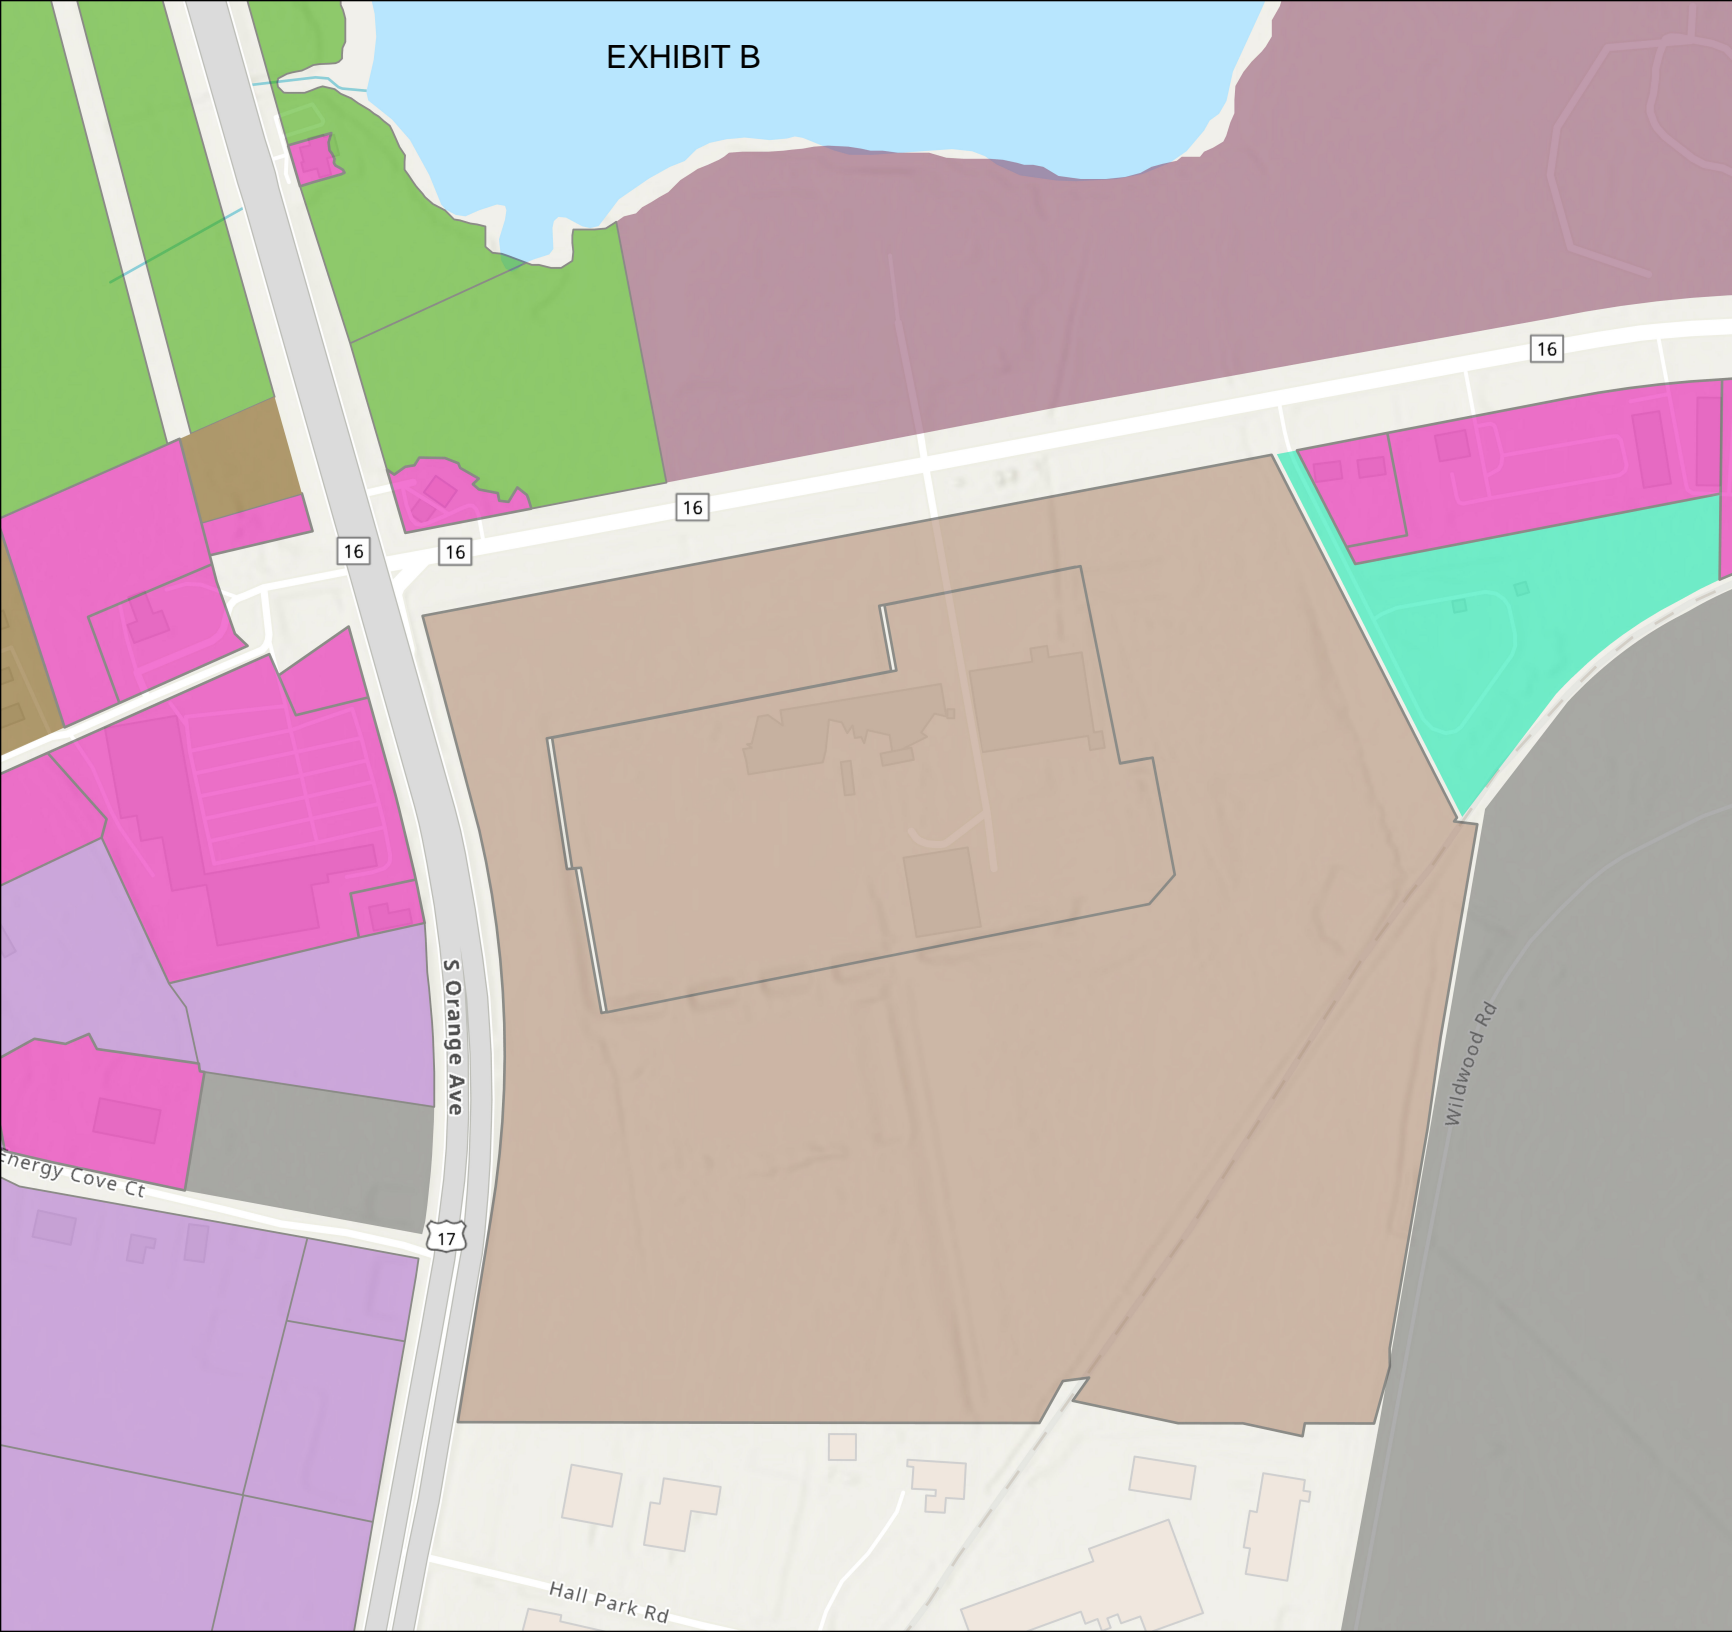 EXHIBIT B
16
16
16
16
S Orange Ave
Wildwood Rd
Energy Cove Ct
17
Hall Park Rd